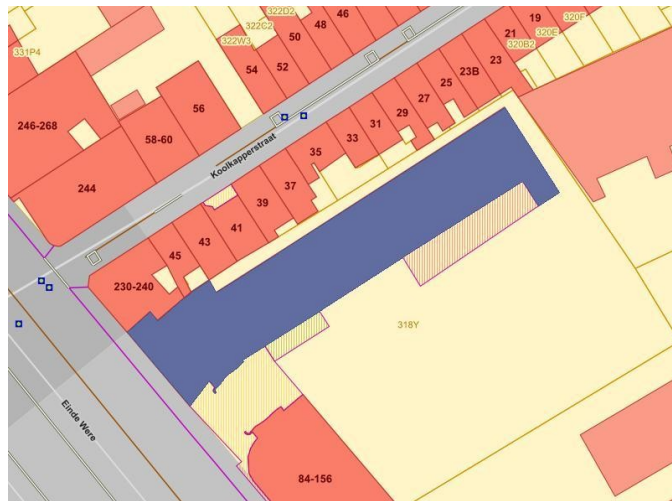 322D2
322C2
322W3
320F
320E
320B2
331P4
46
48
50
52
54
56
58-60
246-268
244
19
21
23
23B
25
27
29
31
33
35
37
39
41
43
45
230-240
Koolkapperstraat
318Y
Einde Were
84-156